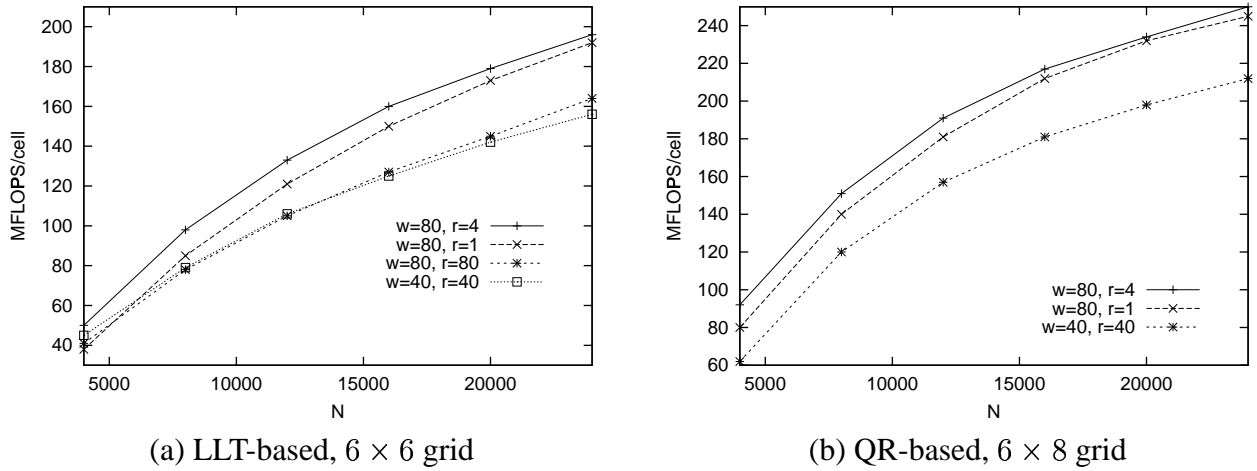 200
180
160
140
120
100
80
60
40
MFLOPS/cell
5000 10000 15000 20000
N
w=80, r=4
w=80, r=1
w=80, r=80
w=40, r=40
(a) LLT-based, 6 × 6 grid
240
220
200
180
160
140
120
100
80
60
MFLOPS/cell
5000 10000 15000 20000
N
w=80, r=4
w=80, r=1
w=40, r=40
(b) QR-based, 6 × 8 grid